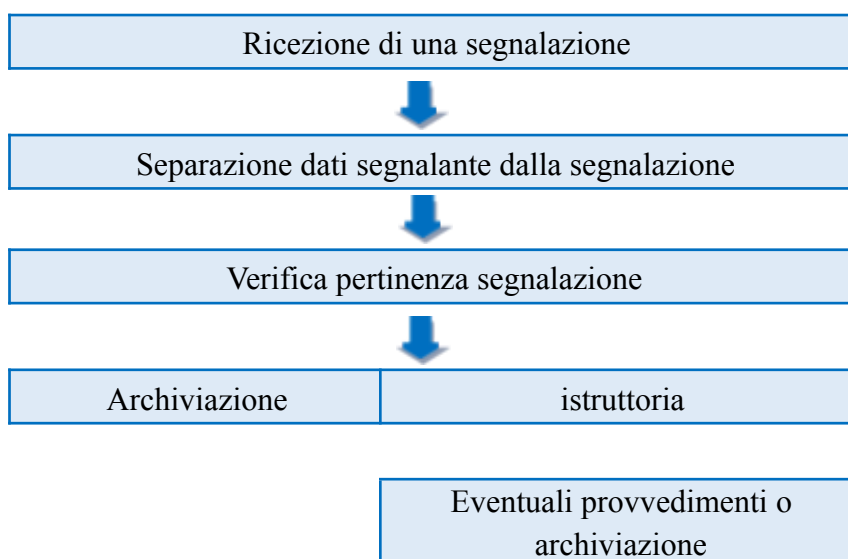 Ricezione di una segnalazione
Separazione dati segnalante dalla segnalazione
Verifica pertinenza segnalazione
Archiviazione
istruttoria
Eventuali provvedimenti o
archiviazione